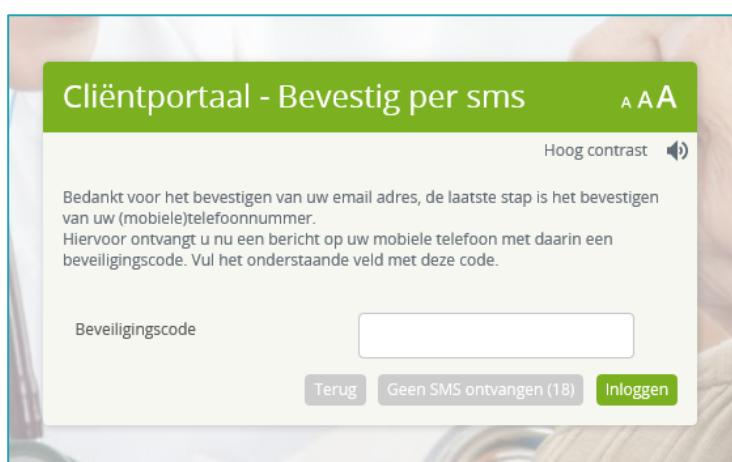 Cliëntportaal - Bevestig per sms A A A
Hoog contrast
Bedankt voor het bevestigen van uw email adres, de laatste stap is het bevestigen
van uw (mobiele)telefoonnummer.
Hiervoor ontvangt u nu een bericht op uw mobiele telefoon met daarin een
beveiligingscode. Vul het onderstaande veld met deze code.
Beveiligingscode
Terug Geen SMS ontvangen (18) Inloggen